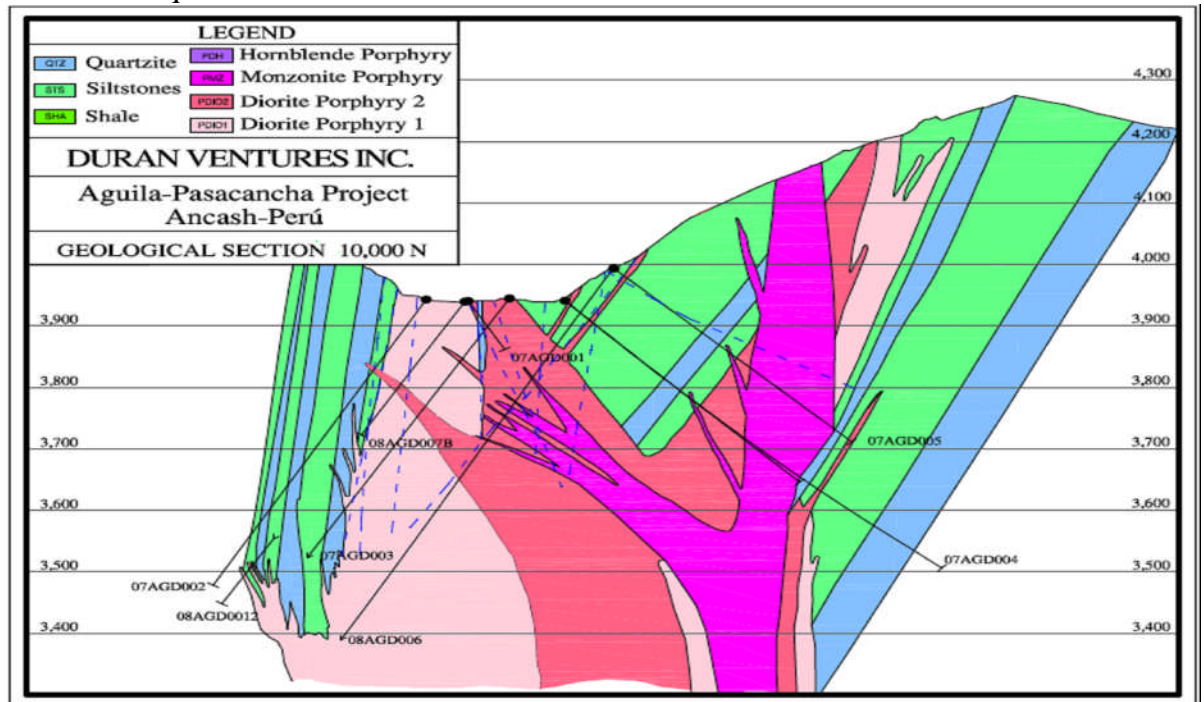 LEGEND
QTZ Quartzite
STS Siltstones
SHA Shale
PDH Hornblende Porphyry
PMZ Monzonite Porphyry
PDIO2 Diorite Porphyry 2
PDIO1 Diorite Porphyry 1
DURAN VENTURES INC.
Aguila-Pasacancha Project
Ancash-Perú
GEOLOGICAL SECTION 10,000 N
4,300
4,200
4,100
4,000
3,900
3,800
3,700
3,600
3,500
3,400
3,900
3,800
3,700
3,600
3,500
3,400
07AGD001
08AGD007B
07AGD005
07AGD003
07AGD002
07AGD004
08AGD0012
08AGD006